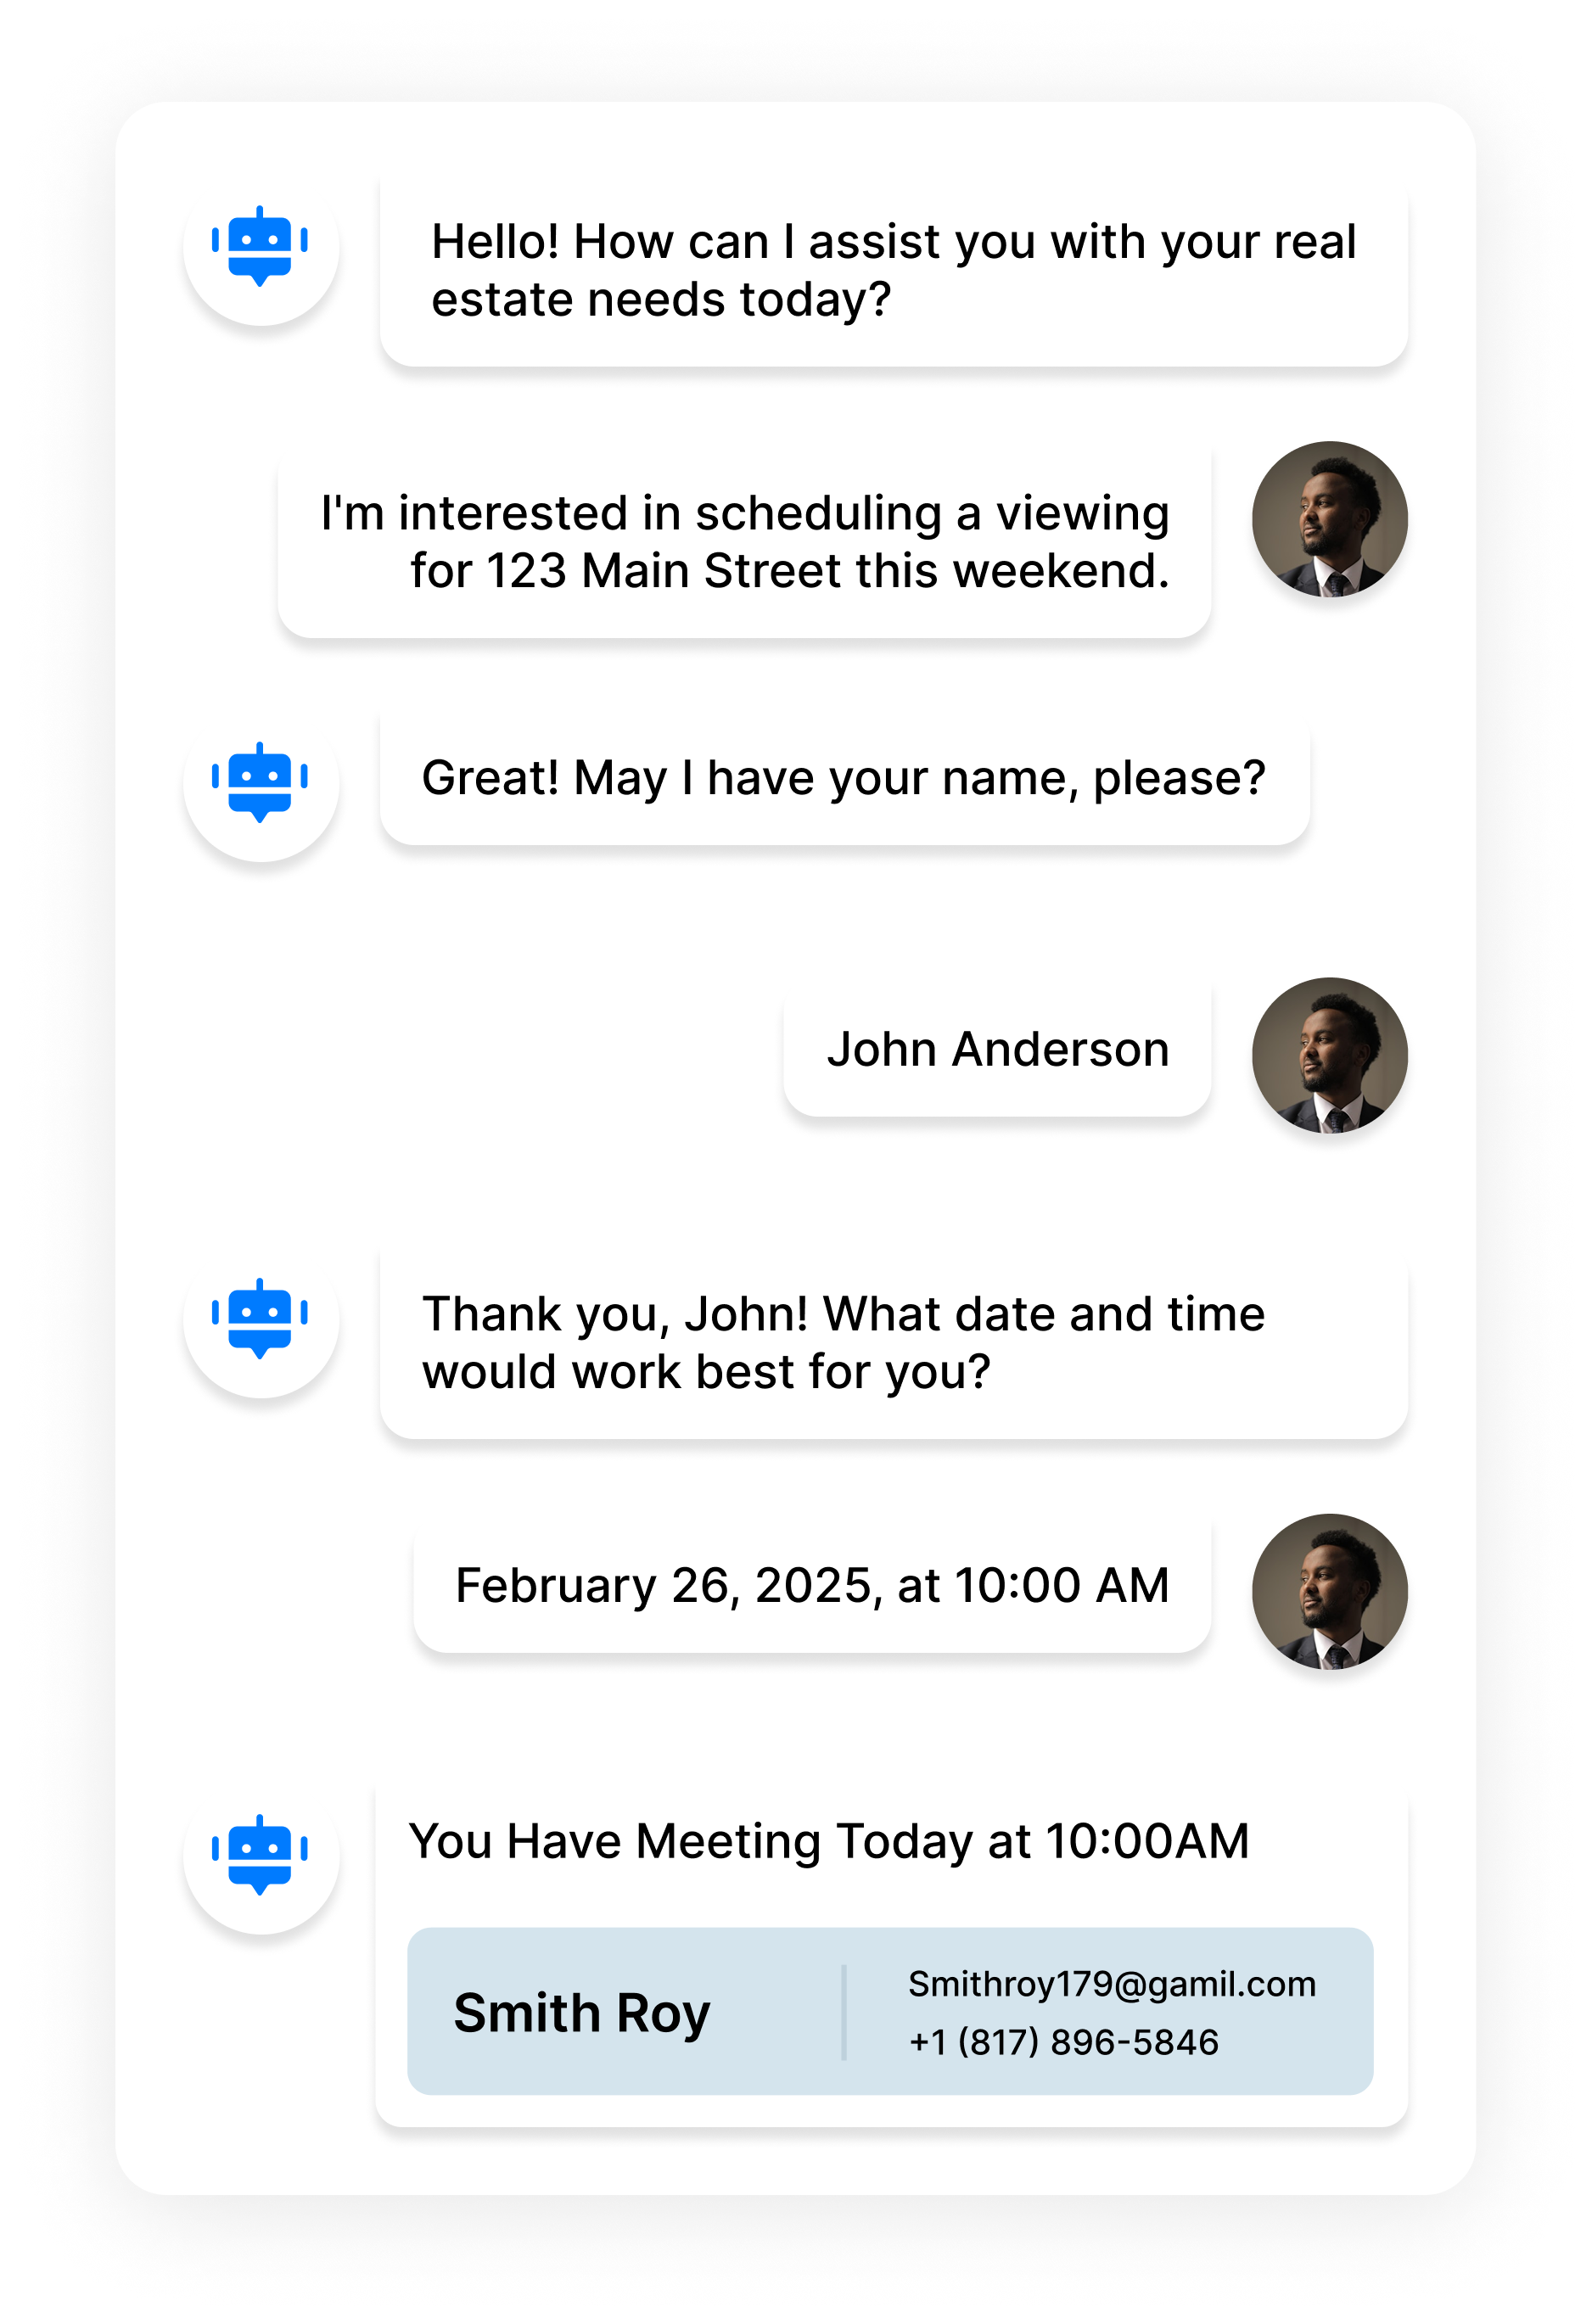 Hello! How can I assist you with your real
estate needs today?
I'm interested in scheduling a viewing
for 123 Main Street this weekend.
Great! May I have your name, please?
John Anderson
Thank you, John! What date and time
would work best for you?
February 26, 2025, at 10:00 AM
You Have Meeting Today at 10:00AM
Smith Roy
Smithroy179@gamil.com
+1 (817) 896-5846